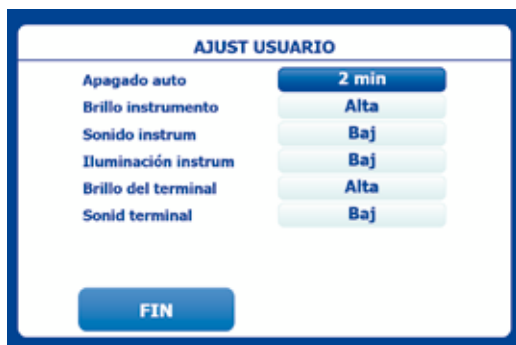 AJUST USUARIO
Apagado auto 2 min
Brillo instrumento Alta
Sonido instrum Baj
Iluminación instrum Baj
Brillo del terminal Alta
Sonid terminal Baj
FIN